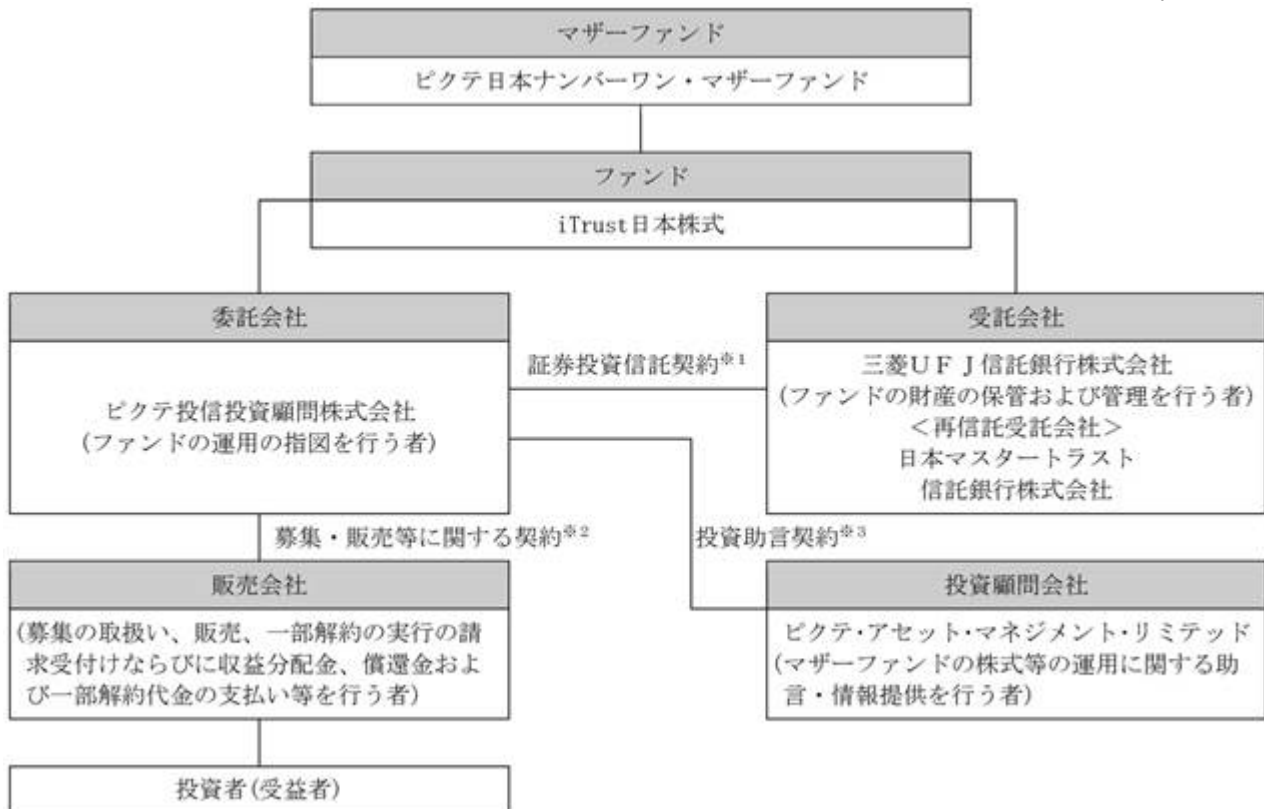 マザーファンド
ピクテ日本ナンバーワン・マザーファンド
ファンド
iTrust日本株式
委託会社
ピクテ投信投資顧問株式会社
(ファンドの運用の指図を行う者)
証券投資信託契約※1
受託会社
三菱ＵＦＪ信託銀行株式会社
(ファンドの財産の保管および管理を行う者)
＜再信託受託会社＞
日本マスタートラスト
信託銀行株式会社
募集・販売等に関する契約※2
投資助言契約※3
販売会社
(募集の取扱い、販売、一部解約の実行の請
求受付けならびに収益分配金、償還金およ
び一部解約代金の支払い等を行う者)
投資顧問会社
ピクテ・アセット・マネジメント・リミテッド
(マザーファンドの株式等の運用に関する助
言・情報提供を行う者)
投資者(受益者)